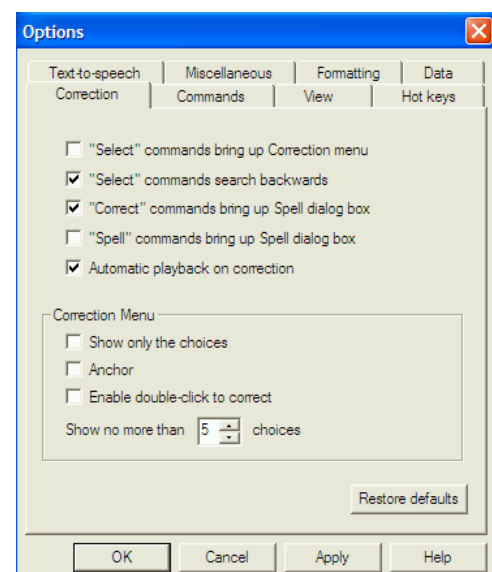 Options
Text-to-speech Miscellaneous Formatting Data
Correction Commands View Hot keys
"Select" commands bring up Correction menu
"Select" commands search backwards
"Correct" commands bring up Spell dialog box
"Spell" commands bring up Spell dialog box
Automatic playback on correction
Correction Menu
Show only the choices
Anchor
Enable double-click to correct
Show no more than 5 choices
Restore defaults
OK Cancel Apply Help